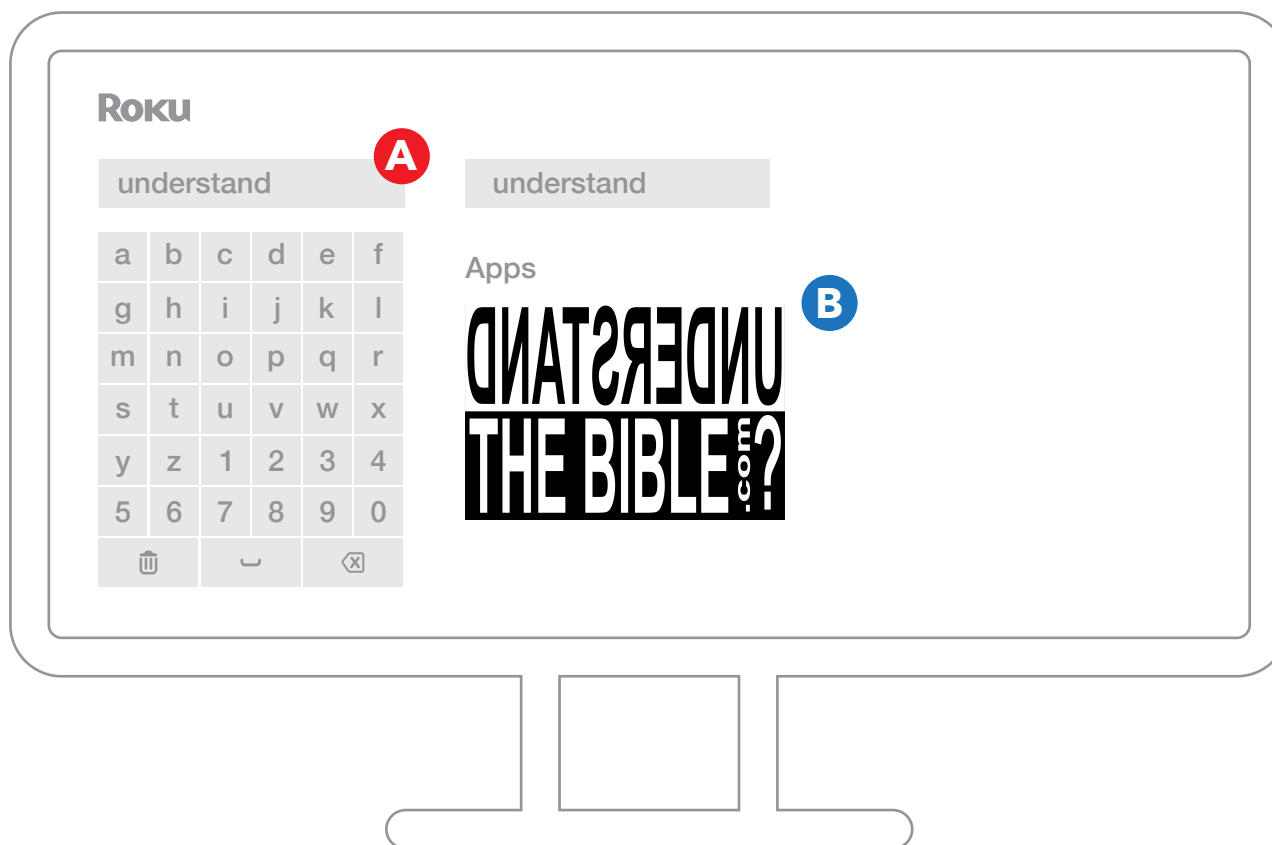 Roku
A
understand
understand
a b c d e f
g h i j k l
m n o p q r
s t u v w x
y z 1 2 3 4
5 6 7 8 9 0
Apps
B
UNDERSTAND
THE BIBLE.com?